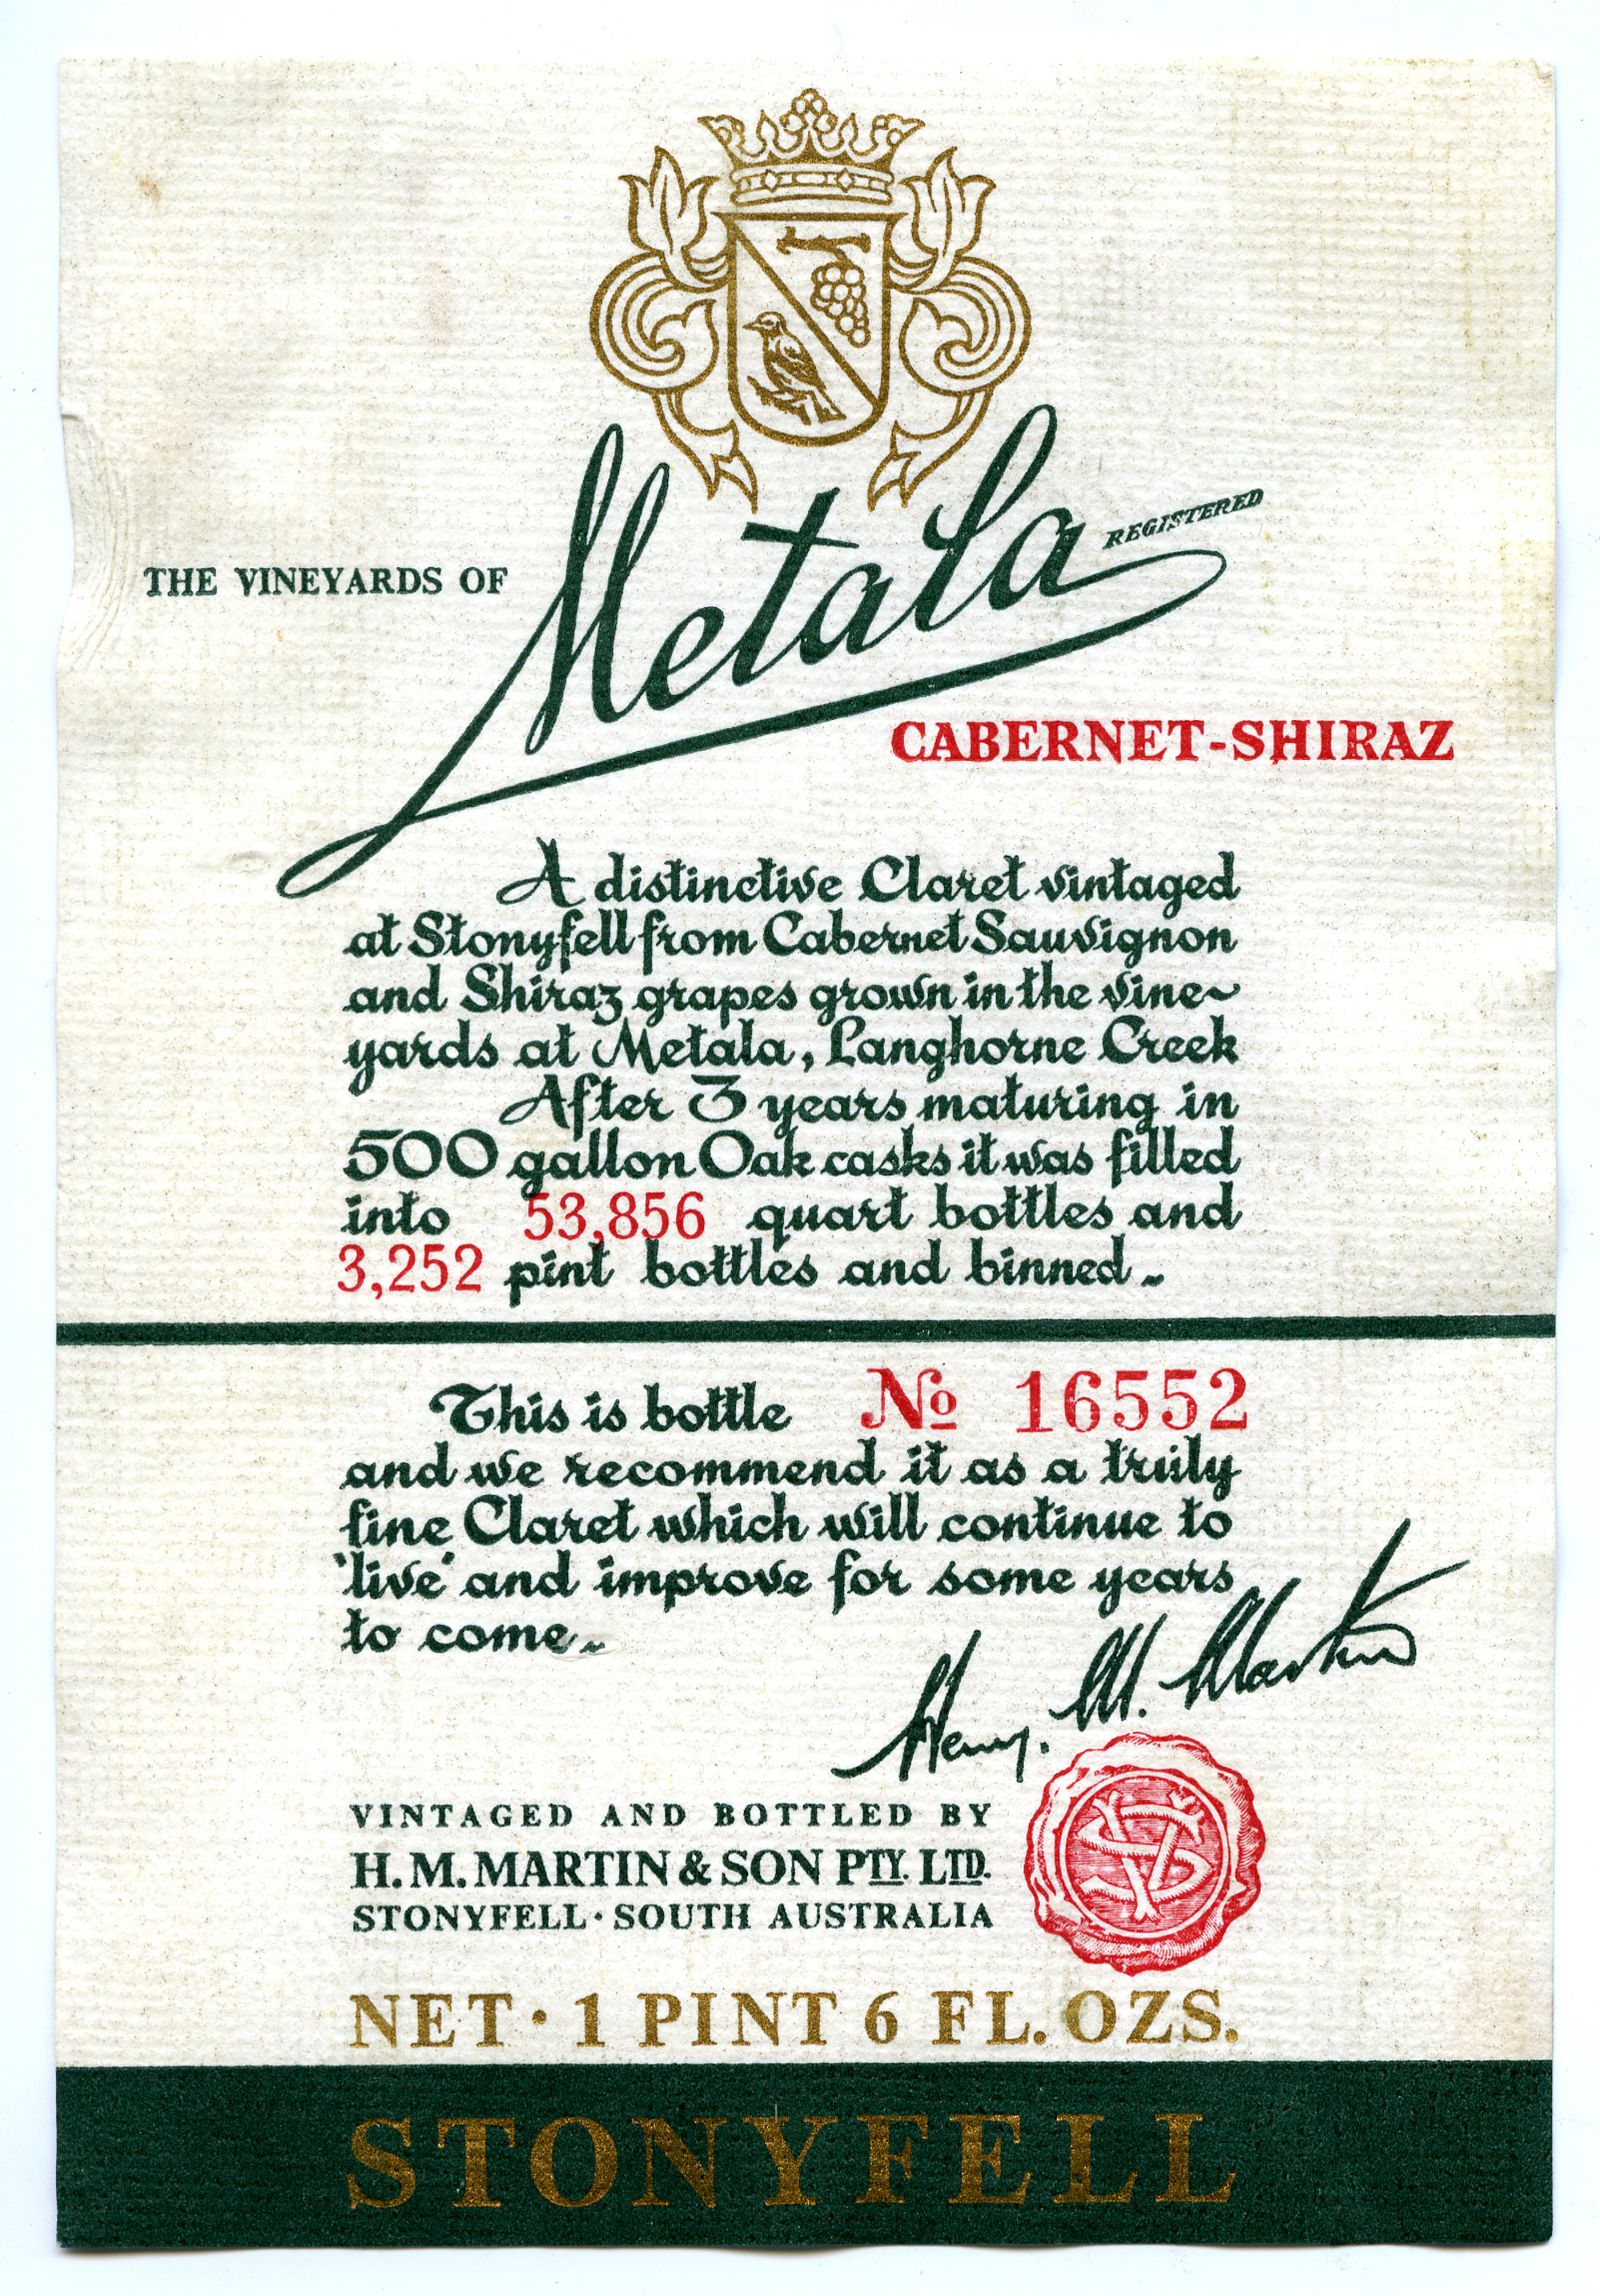 THE VINEYARDS OF
Metala
REGISTERED
CABERNET-SHIRAZ
A distinctive Claret vintaged
at Stonyfell from Cabernet Sauvignon
and Shiraz grapes grown in the vine~
yards at Metala, Langhorne Creek
After 3 years maturing in
500 gallon Oak casks it was filled
into 53,856 quart bottles and
3,252 pint bottles and binned~
This is bottle No 16552
and we recommend it as a truly
fine Claret which will continue to
'live' and improve for some years
to come~
Henry. M. Martin
VINTAGED AND BOTTLED BY
H. M. MARTIN & SON PTY. LTD.
STONYFELL · SOUTH AUSTRALIA
SV
NET · 1 PINT 6 FL. OZS.
STONYFELL